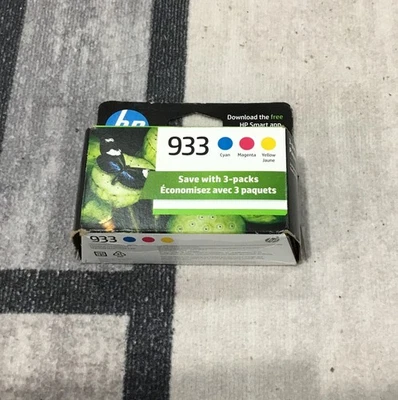 Download the free
HP Smart app
hp
933
Cyan
Magenta
Yellow
Jaune
Save with 3-packs
Économisez avec 3 paquets
933